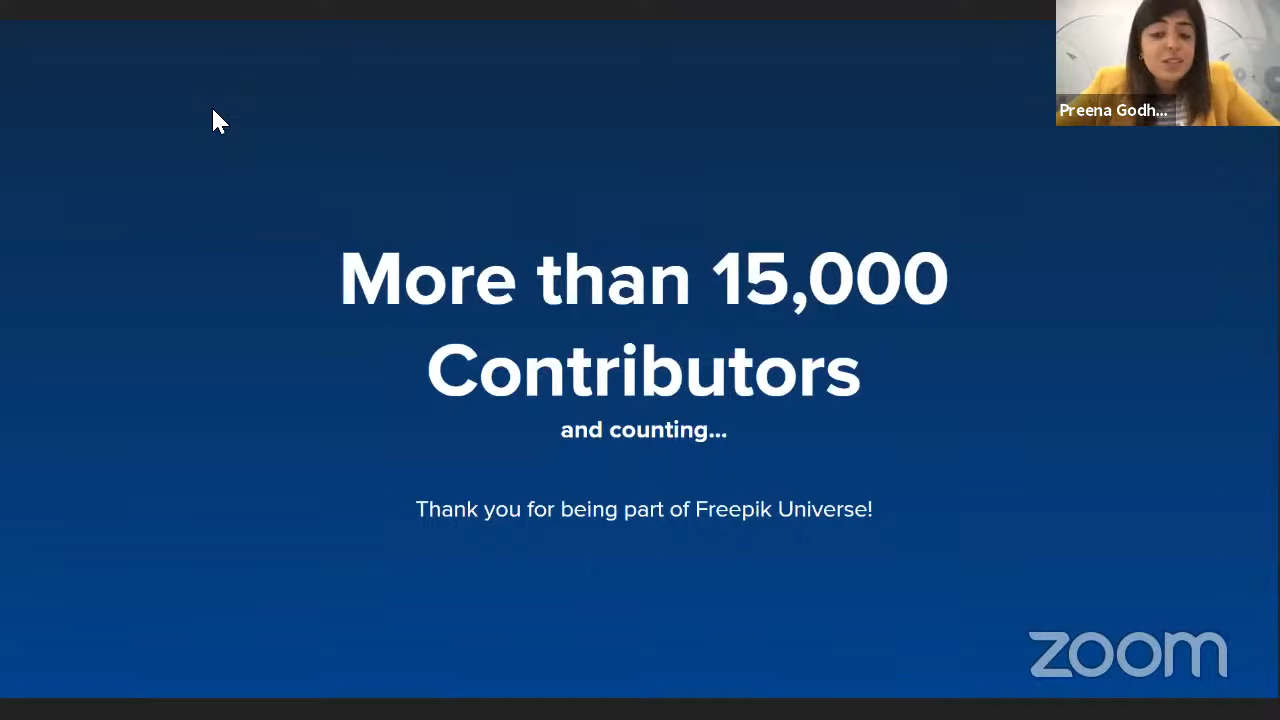 Preena Godh...
More than 15,000
Contributors
and counting...
Thank you for being part of Freepik Universe!
zoom